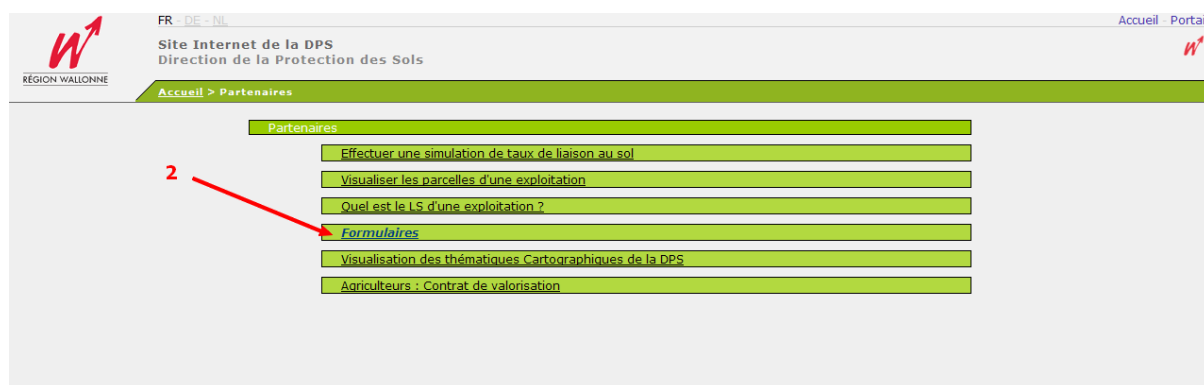 FR - DE - NL
Accueil - Portai
Site Internet de la DPS
Direction de la Protection des Sols
RÉGION WALLONNE
Accueil > Partenaires
Partenaires
Effectuer une simulation de taux de liaison au sol
2
Visualiser les parcelles d'une exploitation
Quel est le LS d'une exploitation ?
Formulaires
Visualisation des thématiques Cartographiques de la DPS
Agriculteurs : Contrat de valorisation